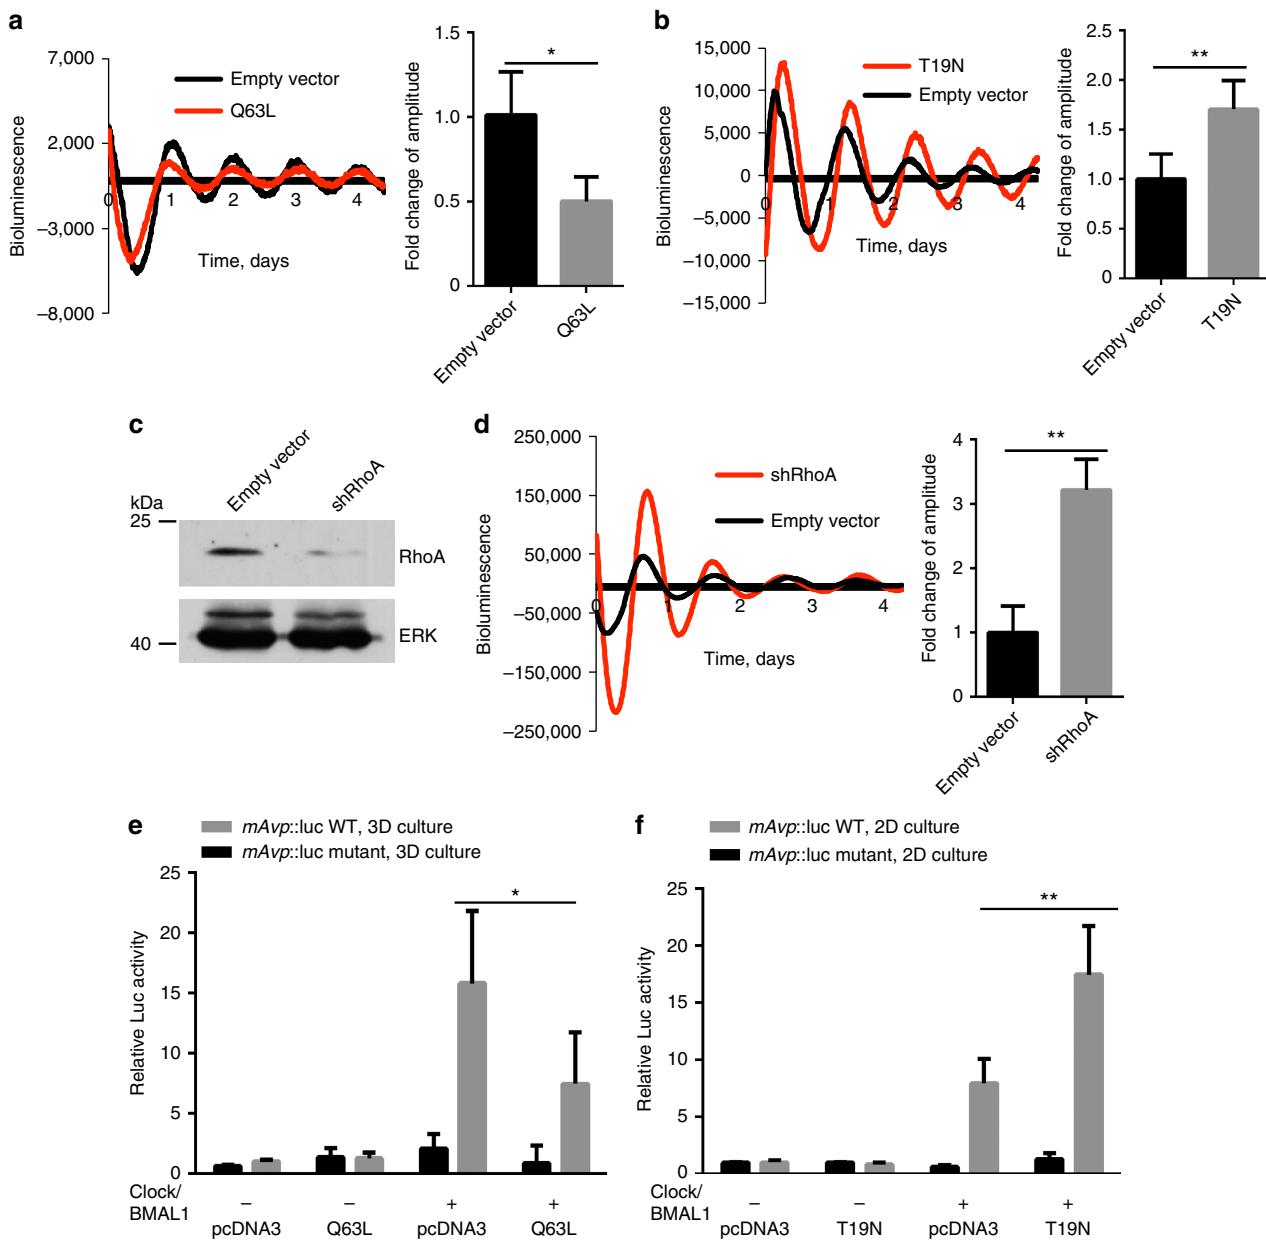 a
7,000
2,000
−3,000
−8,000
Bioluminescence
Empty vector
Q63L
0 1 2 3 4
Time, days
Fold change of amplitude
1.5
1.0
0.5
0
*
Empty vector
Q63L
b
15,000
10,000
5,000
0
−5,000
−10,000
−15,000
Bioluminescence
T19N
Empty vector
0 1 2 3 4
Time, days
Fold change of amplitude
2.5
2.0
1.5
1.0
0.5
0
**
Empty vector
T19N
c
Empty vector
shRhoA
kDa
25
RhoA
40
ERK
d
250,000
150,000
50,000
−50,000
−150,000
−250,000
Bioluminescence
shRhoA
Empty vector
0 1 2 3 4
Time, days
Fold change of amplitude
4
3
2
1
0
**
Empty vector
shRhoA
e
mAvp::luc WT, 3D culture
mAvp::luc mutant, 3D culture
Relative Luc activity
25
20
15
10
5
0
*
Clock/
BMAL1
− − + +
pcDNA3 Q63L pcDNA3 Q63L
f
mAvp::luc WT, 2D culture
mAvp::luc mutant, 2D culture
Relative Luc activity
25
20
15
10
5
0
**
Clock/
BMAL1
− − + +
pcDNA3 T19N pcDNA3 T19N